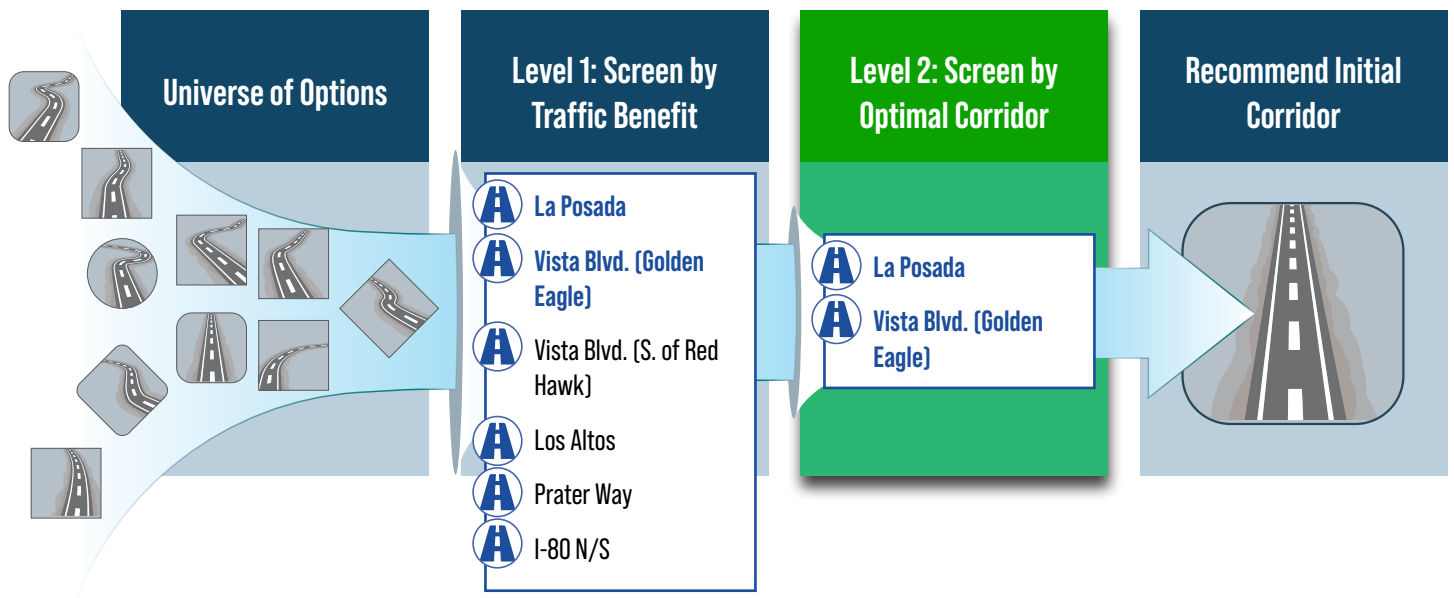 Universe of Options
Level 1: Screen by
Traffic Benefit
La Posada
Vista Blvd. (Golden
Eagle)
Vista Blvd. (S. of Red
Hawk)
Los Altos
Prater Way
I-80 N/S
Level 2: Screen by
Optimal Corridor
La Posada
Vista Blvd. (Golden
Eagle)
Recommend Initial
Corridor